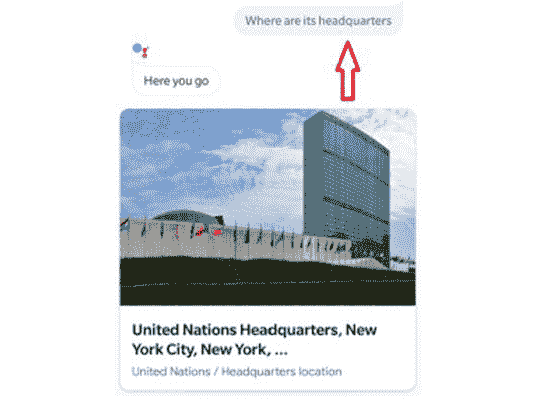 Where are its headquarters
Here you go
United Nations Headquarters, New
York City, New York, ...
United Nations / Headquarters location